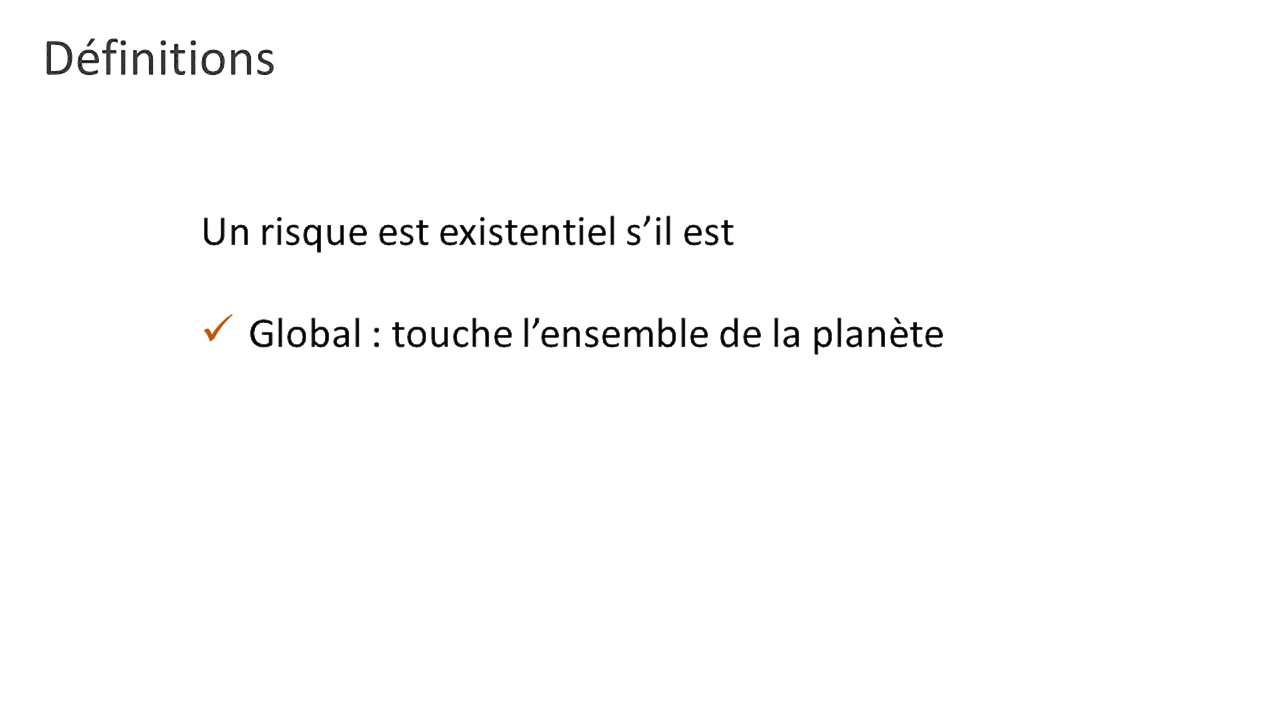 Définitions
Un risque est existentiel s’il est
✓ Global : touche l’ensemble de la planète